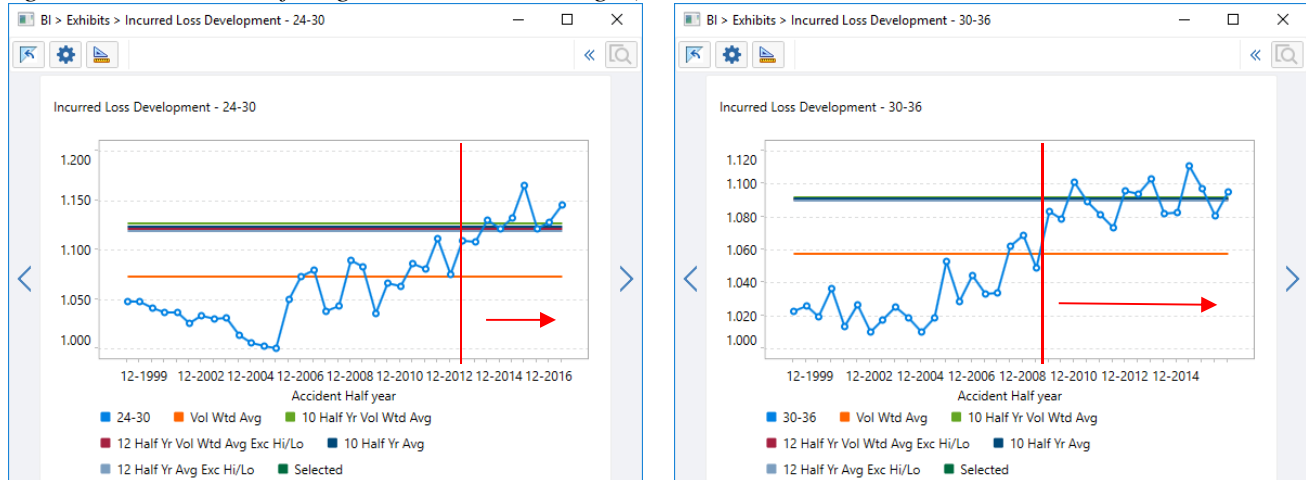 BI > Exhibits > Incurred Loss Development - 24-30
Incurred Loss Development - 24-30
1.200
1.150
1.100
1.050
1.000
12-1999 12-2002 12-2004 12-2006 12-2008 12-2010 12-2012 12-2014 12-2016
Accident Half year
24-30 Vol Wtd Avg 10 Half Yr Vol Wtd Avg
12 Half Yr Vol Wtd Avg Exc Hi/Lo 10 Half Yr Avg
12 Half Yr Avg Exc Hi/Lo Selected
BI > Exhibits > Incurred Loss Development - 30-36
Incurred Loss Development - 30-36
1.120
1.100
1.080
1.060
1.040
1.020
1.000
12-1999 12-2002 12-2004 12-2006 12-2008 12-2010 12-2012 12-2014
Accident Half year
30-36 Vol Wtd Avg 10 Half Yr Vol Wtd Avg
12 Half Yr Vol Wtd Avg Exc Hi/Lo 10 Half Yr Avg
12 Half Yr Avg Exc Hi/Lo Selected